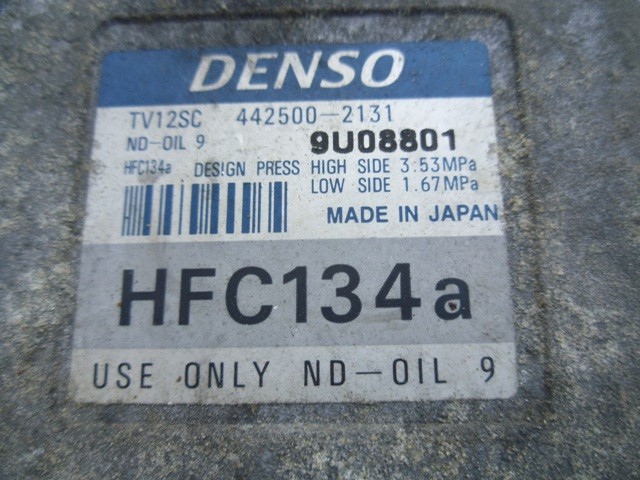 DENSO
TV12SC 442500-2131
ND-OIL 9 9U08801
HFC134a DESIGN PRESS HIGH SIDE 3.53MPa
LOW SIDE 1.67MPa
MADE IN JAPAN
HFC134a
USE ONLY ND-OIL 9